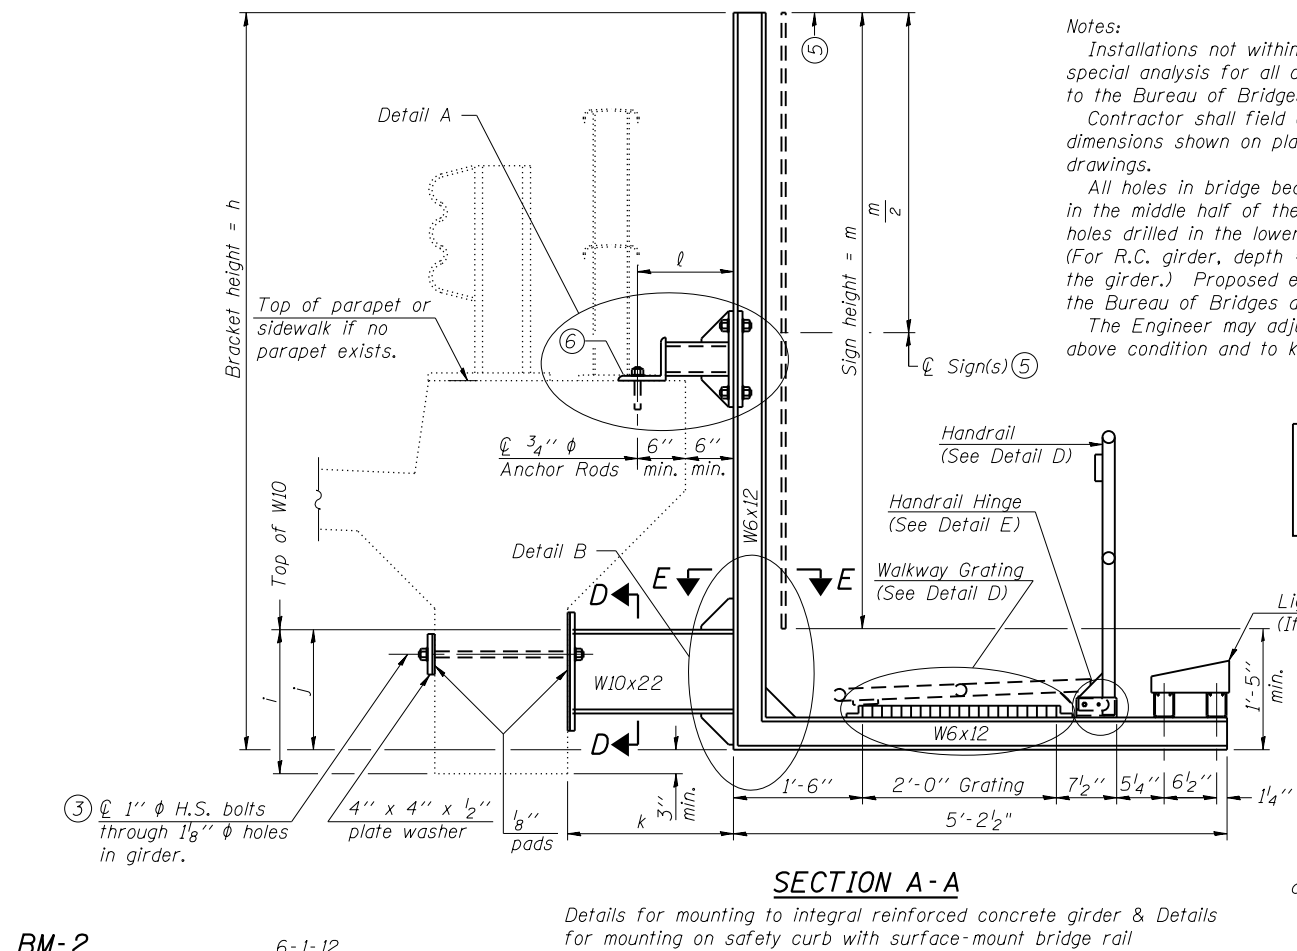 Notes:
Installations not within
special analysis for all
to the Bureau of Bridges
Contractor shall field
dimensions shown on
drawings.
All holes in bridge
in the middle half of the
holes drilled in the lower
(For R.C. girder, depth
the girder.) Proposed
the Bureau of Bridges
The Engineer may
above condition and to
Detail A
5
Bracket height = h
Sign height = m
m
2
ℓ
Top of parapet or
sidewalk if no
parapet exists.
6
℄ Sign(s) 5
℄ 3/4'' ϕ
Anchor Rods
6''
min.
6''
min.
Handrail
(See Detail D)
Handrail Hinge
(See Detail E)
Walkway Grating
(See Detail D)
W6x12
Top of W10
Detail B
D
E
E
i
j
W10x22
D
W6x12
1'-5''
min.
3 ℄ 1'' ϕ H.S. bolts
through 1 1/8'' ϕ holes
in girder.
4'' x 4'' x 1/2''
plate washer
1/8''
pads
k
3''
min.
1'-6''
2'-0'' Grating
7 1/2''
5 1/4''
6 1/2''
1 1/4''
5'-2 1/2"
SECTION A-A
Details for mounting to integral reinforced concrete girder & Details
for mounting on safety curb with surface-mount bridge rail
BM-2
6-1-12